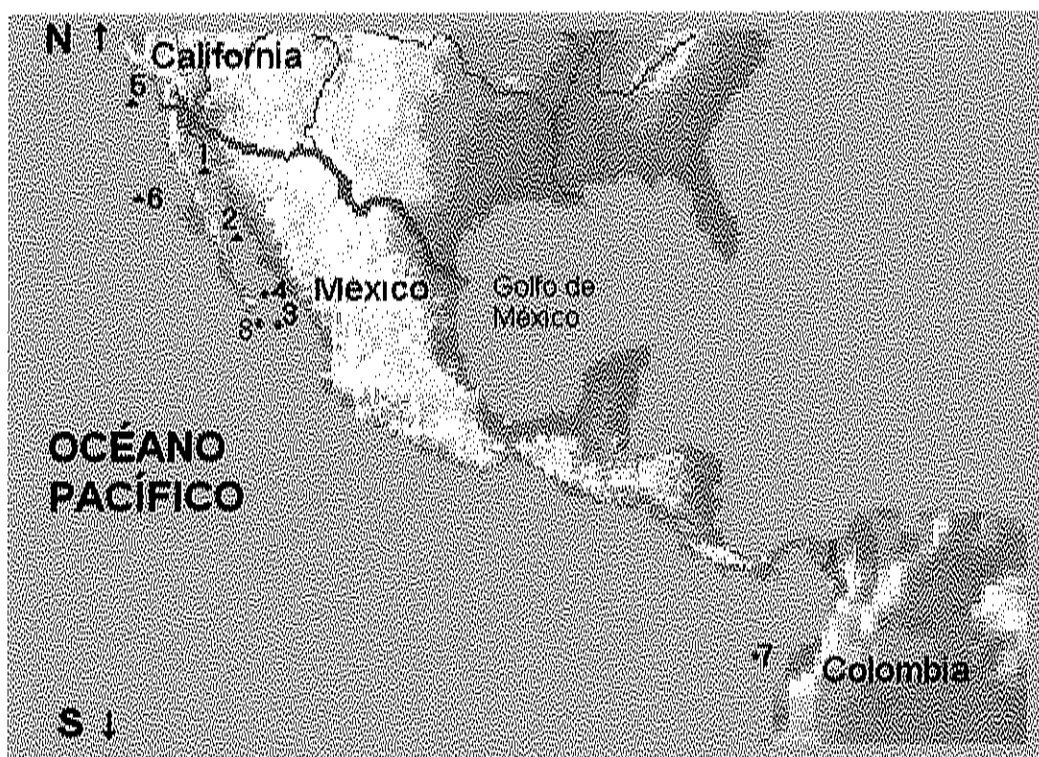 N ↑
California
5
1
6
2
4 México
Golfo de
México
8 3
OCÉANO
PACÍFICO
7
Colombia
S ↓